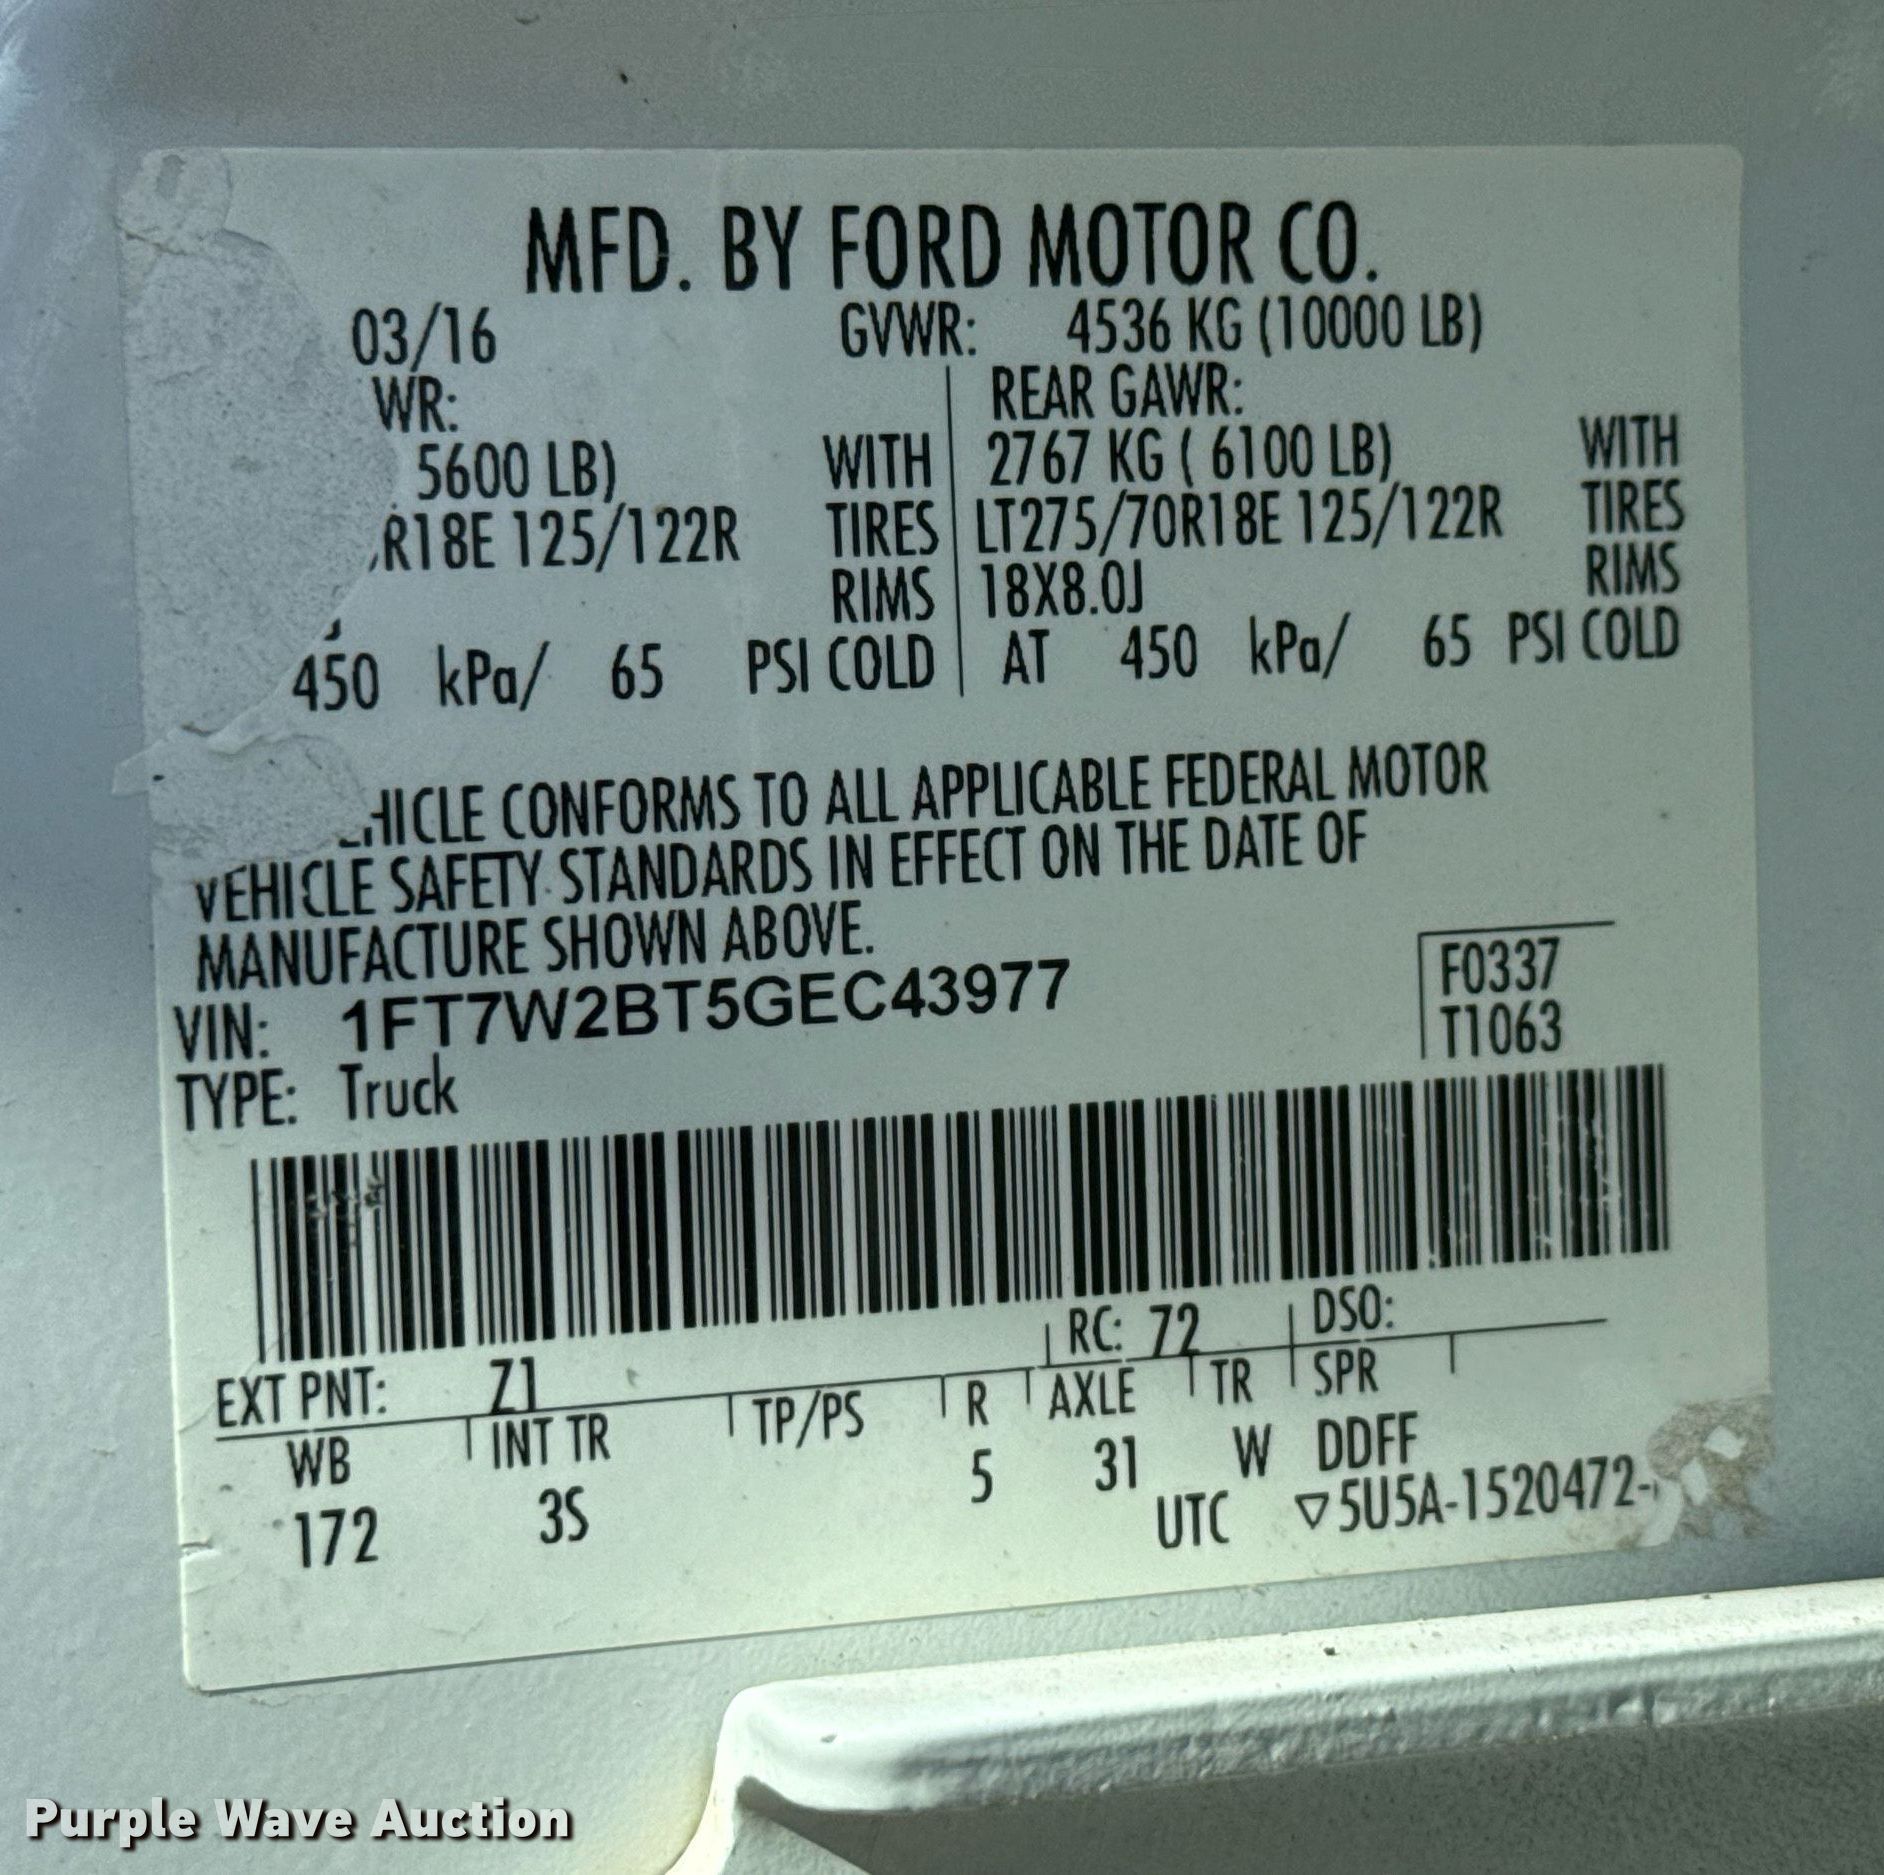 MFD. BY FORD MOTOR CO.
03/16 GVWR: 4536 KG (10000 LB)
WR: REAR GAWR:
5600 LB) WITH 2767 KG ( 6100 LB) WITH
R18E 125/122R TIRES LT275/70R18E 125/122R TIRES
RIMS 18X8.0J RIMS
450 kPa/ 65 PSI COLD AT 450 kPa/ 65 PSI COLD
HICLE CONFORMS TO ALL APPLICABLE FEDERAL MOTOR
VEHICLE SAFETY STANDARDS IN EFFECT ON THE DATE OF
MANUFACTURE SHOWN ABOVE.
F0337
VIN: 1FT7W2BT5GEC43977
T1063
TYPE: Truck
RC: 72 DSO:
EXT PNT: Z1
WB INT TR TP/PS R AXLE TR SPR
172 3S 5 31 W DDFF
UTC ▽5U5A-1520472-
Purple Wave Auction